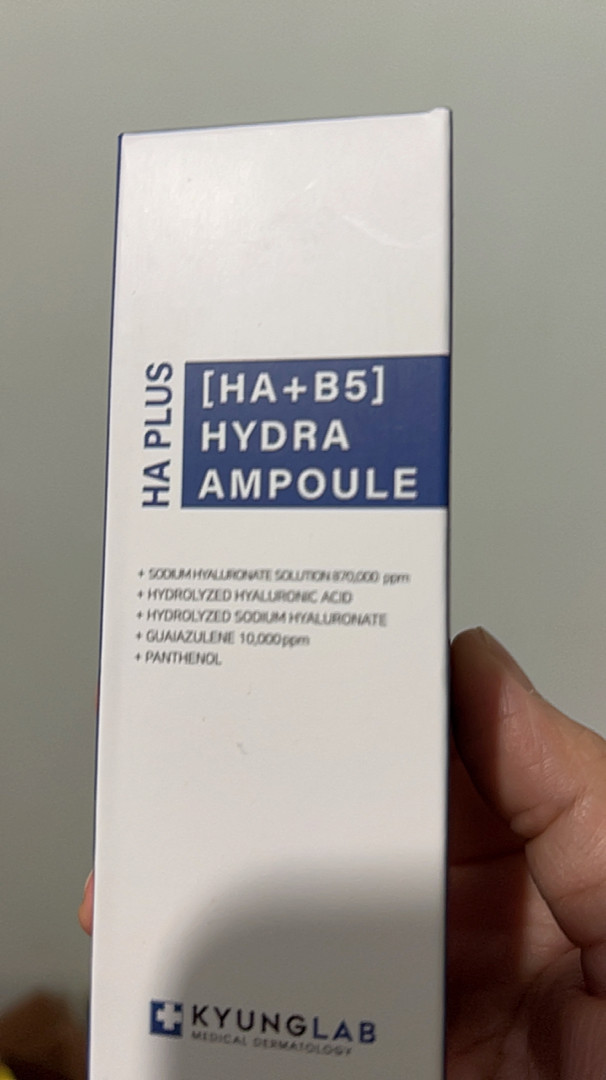 HA PLUS
[HA+B5]
HYDRA
AMPOULE
+ SODIUM HYALURONATE SOLUTION 870,000 ppm
+ HYDROLYZED HYALURONIC ACID
+ HYDROLYZED SODIUM HYALURONATE
+ GUAIAZULENE 10,000ppm
+ PANTHENOL
KYUNGLAB
MEDICAL DERMATOLOGY